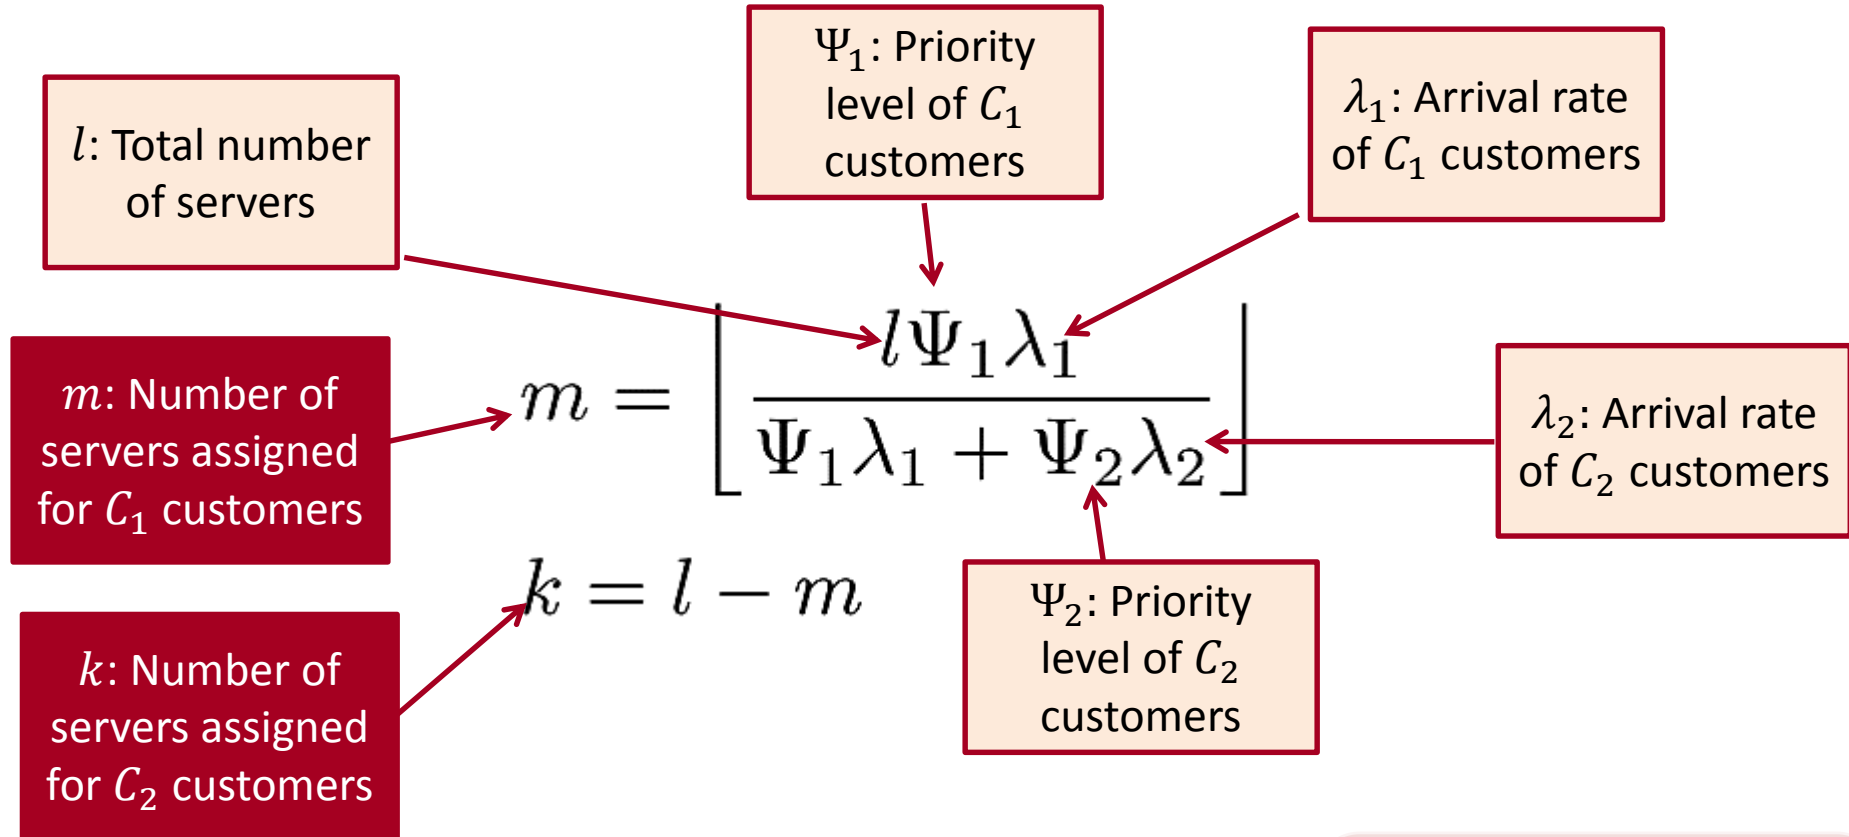 Ψ₁: Priority
level of C₁
customers
λ₁: Arrival rate
of C₁ customers
l: Total number
of servers
m: Number of
servers assigned
for C₁ customers
m = ⌊ lΨ₁λ₁ / (Ψ₁λ₁ + Ψ₂λ₂) ⌋
λ₂: Arrival rate
of C₂ customers
k = l − m
Ψ₂: Priority
level of C₂
customers
k: Number of
servers assigned
for C₂ customers